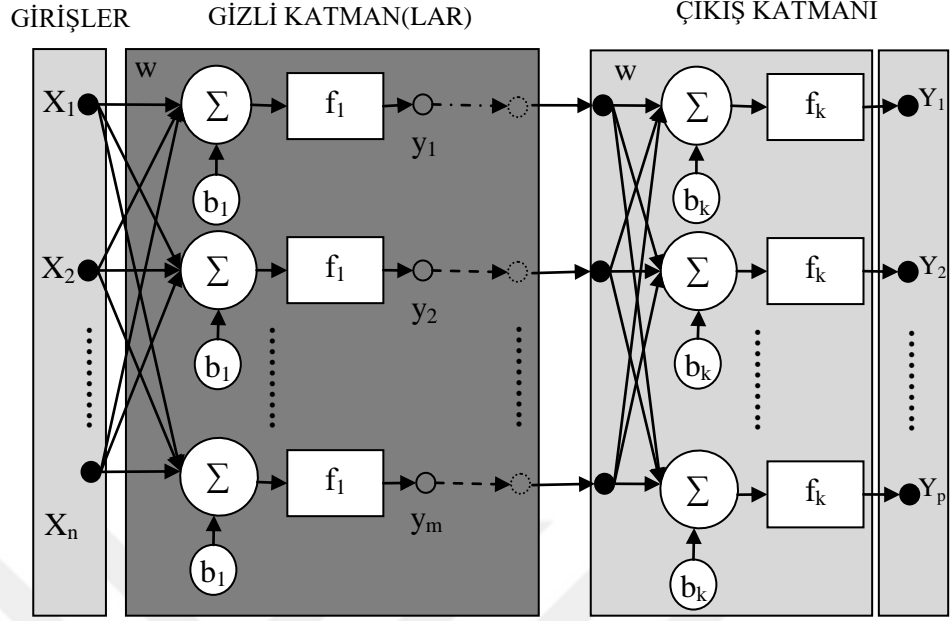 GİRİŞLER GİZLİ KATMAN(LAR) ÇIKIŞ KATMANI
w w
X1 Σ f1 Σ fk Y1
y1
b1 bk
X2 Σ f1 Σ fk Y2
y2
b1 bk
Σ f1 Σ fk Yp
Xn ym
b1 bk